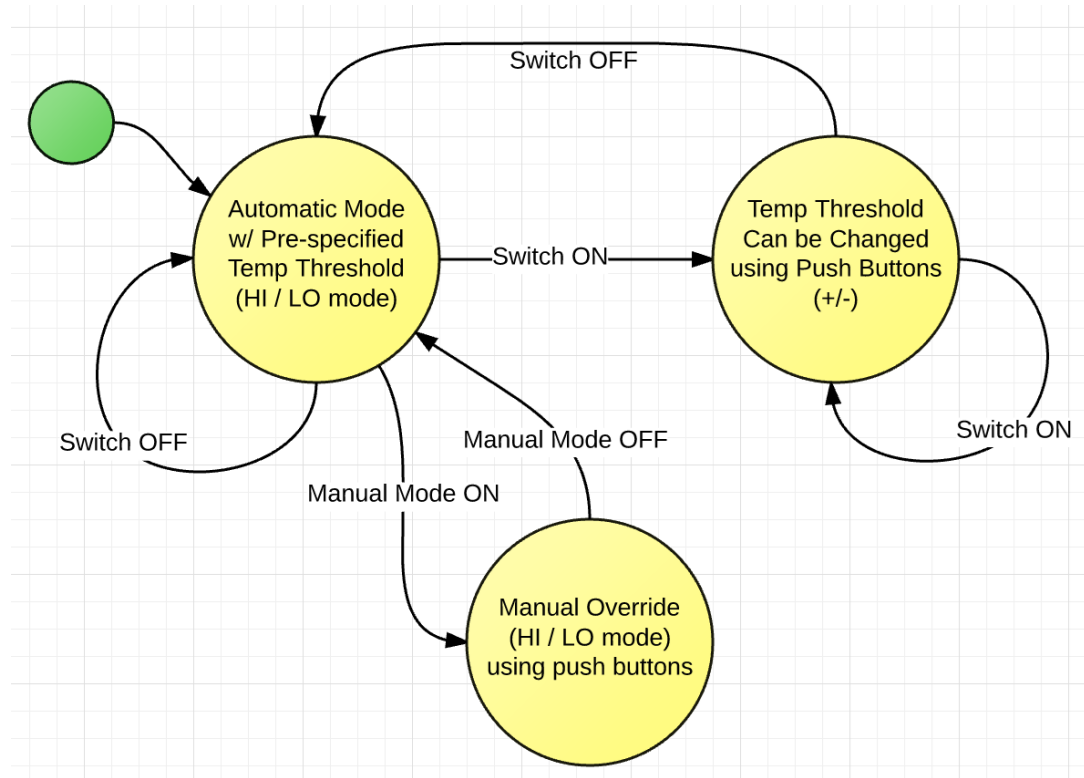 Switch OFF
Automatic Mode
w/ Pre-specified
Temp Threshold
(HI / LO mode)
Switch ON
Temp Threshold
Can be Changed
using Push Buttons
(+/-)
Switch OFF
Manual Mode OFF
Switch ON
Manual Mode ON
Manual Override
(HI / LO mode)
using push buttons